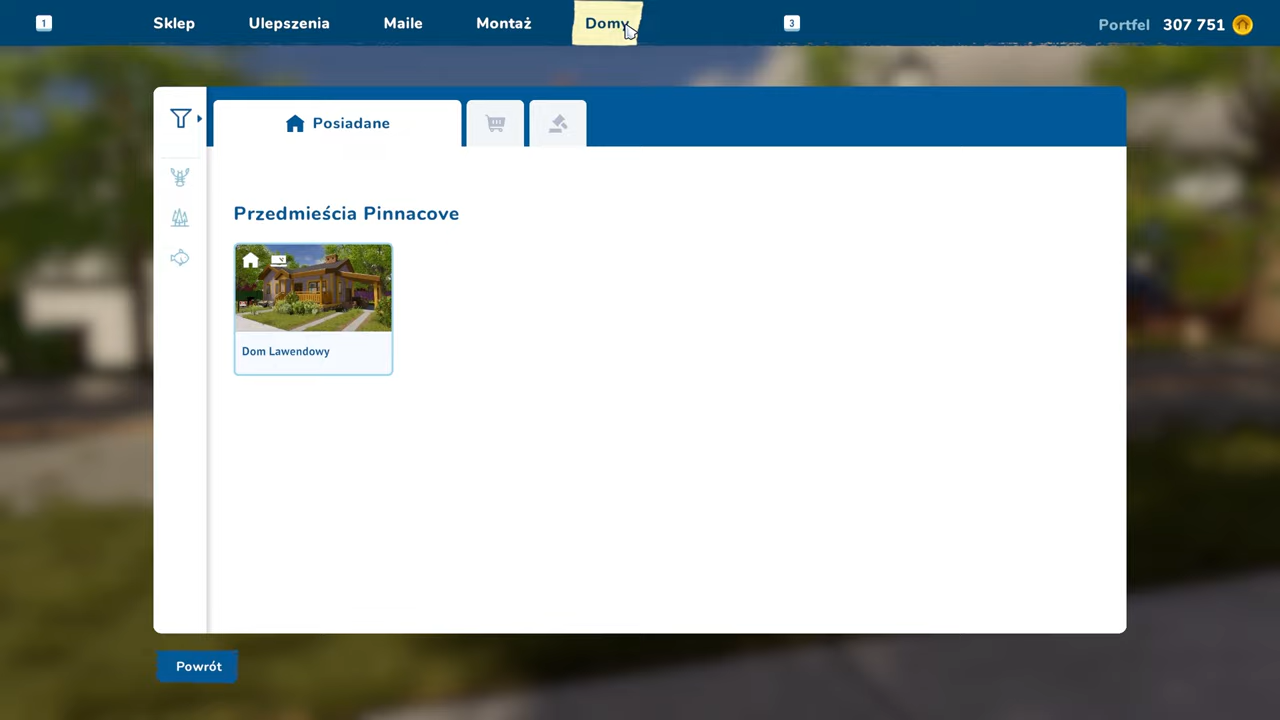 1 Sklep Ulepszenia Maile Montaż Domy 3 Portfel 307 751
Posiadane
Przedmieścia Pinnacove
Dom Lawendowy
Powrót